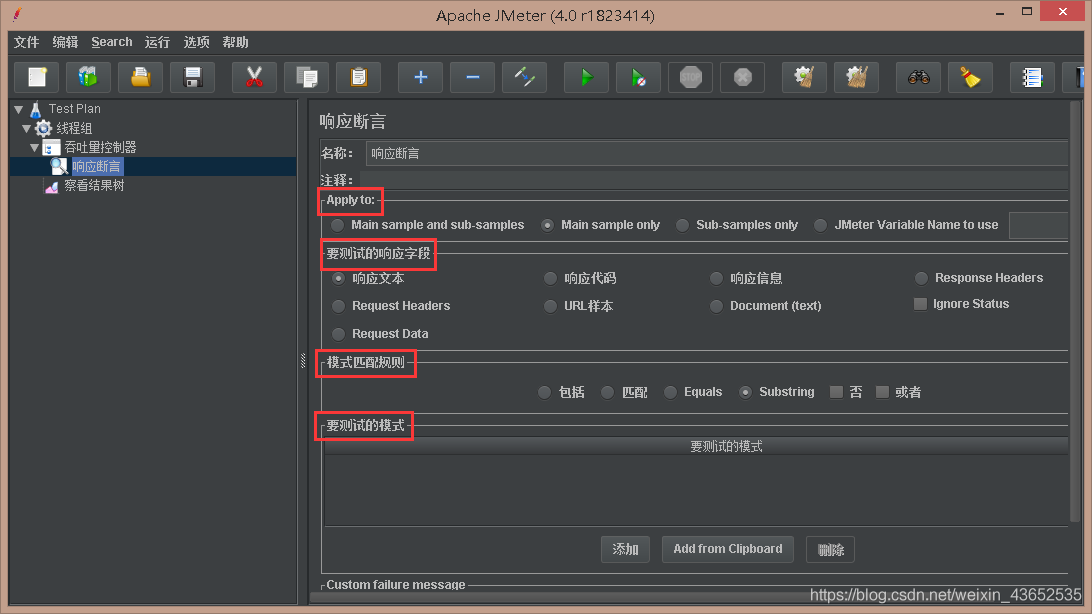 Apache JMeter (4.0 r1823414)
文件 编辑 Search 运行 选项 帮助
STOP
Test Plan
线程组
吞吐量控制器
响应断言
察看结果树
响应断言
名称： 响应断言
注释：
Apply to:
Main sample and sub-samples Main sample only Sub-samples only JMeter Variable Name to use
要测试的响应字段
响应文本 响应代码 响应信息 Response Headers
Request Headers URL样本 Document (text) Ignore Status
Request Data
模式匹配规则
包括 匹配 Equals Substring 否 或者
要测试的模式
要测试的模式
添加 Add from Clipboard 删除
Custom failure message
https://blog.csdn.net/weixin_43652535